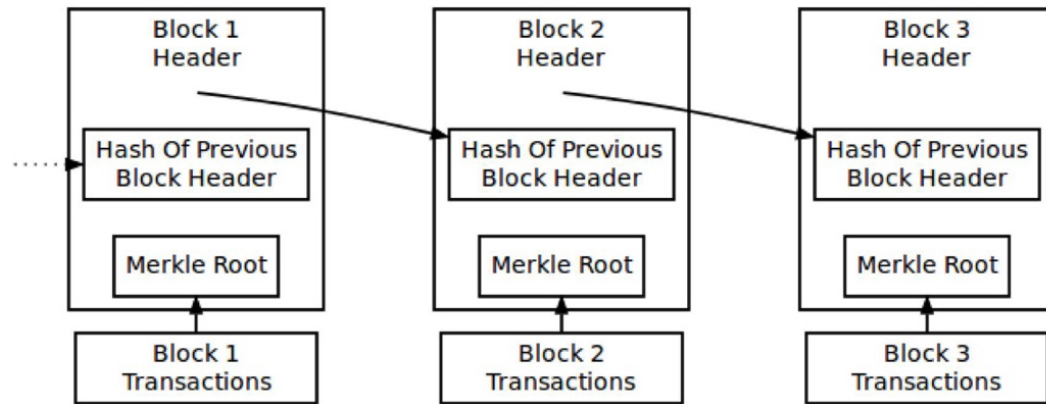 Block 1
Header
Hash Of Previous
Block Header
Merkle Root
Block 1
Transactions
Block 2
Header
Hash Of Previous
Block Header
Merkle Root
Block 2
Transactions
Block 3
Header
Hash Of Previous
Block Header
Merkle Root
Block 3
Transactions